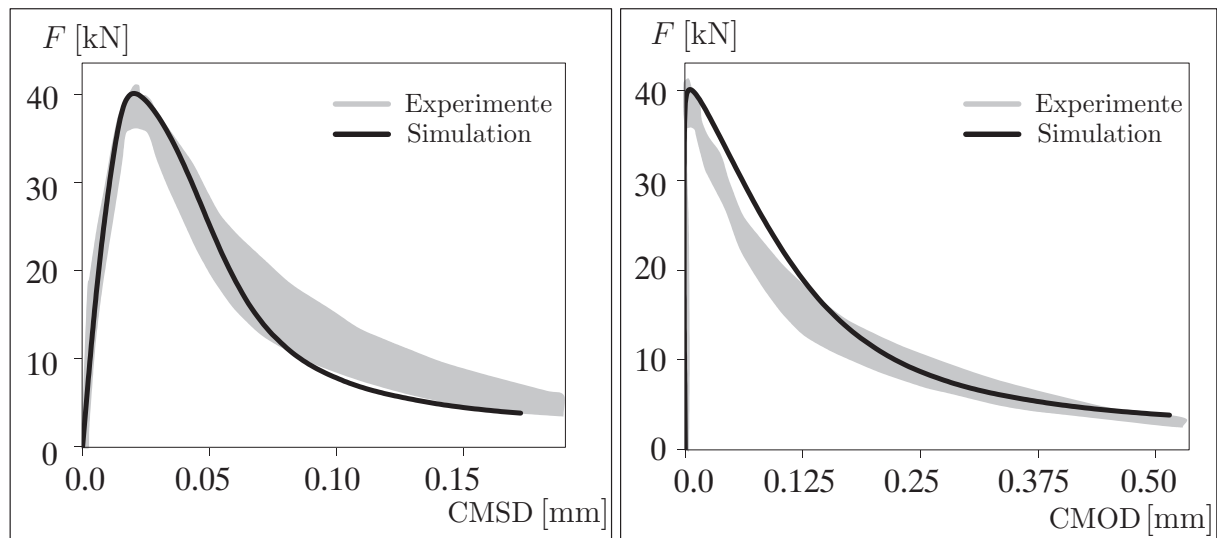 F [kN]
40
30
20
10
0
0.0 0.05 0.10 0.15
CMSD [mm]
Experimente
Simulation
F [kN]
40
30
20
10
0
0.0 0.125 0.25 0.375 0.50
CMOD [mm]
Experimente
Simulation